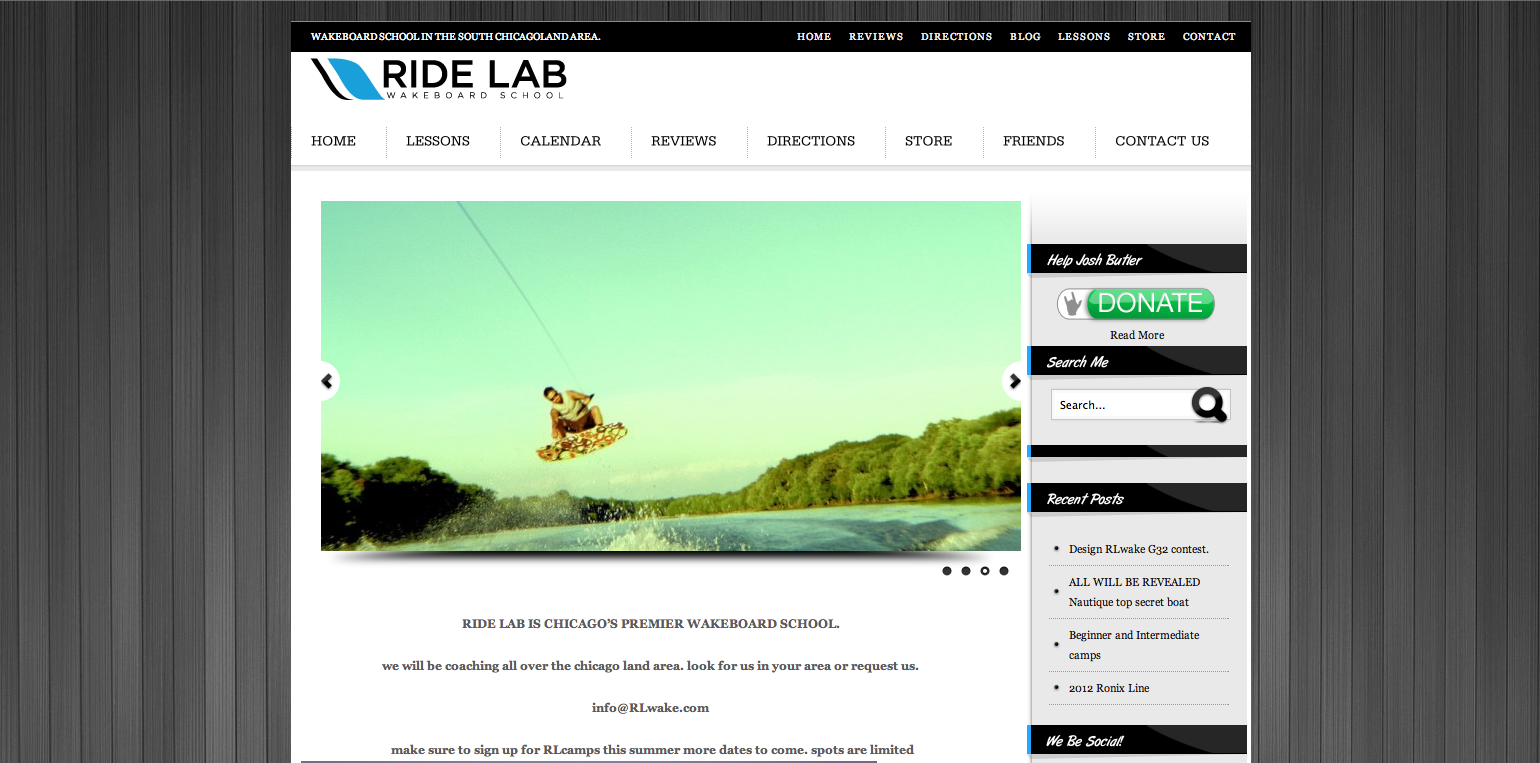 WAKEBOARD SCHOOL IN THE SOUTH CHICAGOLAND AREA.
HOME REVIEWS DIRECTIONS BLOG LESSONS STORE CONTACT
RIDE LAB
WAKEBOARD SCHOOL
HOME LESSONS CALENDAR REVIEWS DIRECTIONS STORE FRIENDS CONTACT US
Help Josh Butler
DONATE
Read More
Search Me
Search...
Recent Posts
Design RLwake G32 contest.
ALL WILL BE REVEALED
Nautique top secret boat
Beginner and Intermediate
camps
2012 Ronix Line
We Be Social!
RIDE LAB IS CHICAGO’S PREMIER WAKEBOARD SCHOOL.
we will be coaching all over the chicago land area. look for us in your area or request us.
info@RLwake.com
make sure to sign up for RLcamps this summer more dates to come. spots are limited